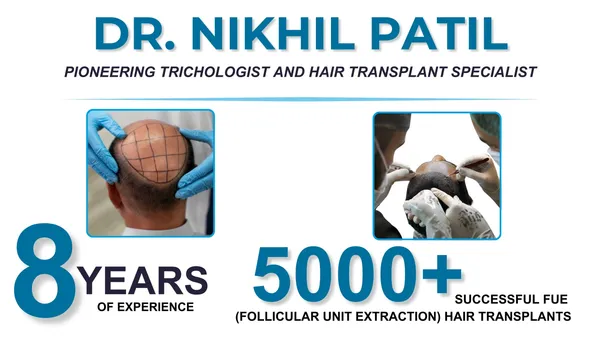 DR. NIKHIL PATIL
PIONEERING TRICHOLOGIST AND HAIR TRANSPLANT SPECIALIST
8 YEARS
OF EXPERIENCE
5000+
SUCCESSFUL FUE
(FOLLICULAR UNIT EXTRACTION) HAIR TRANSPLANTS